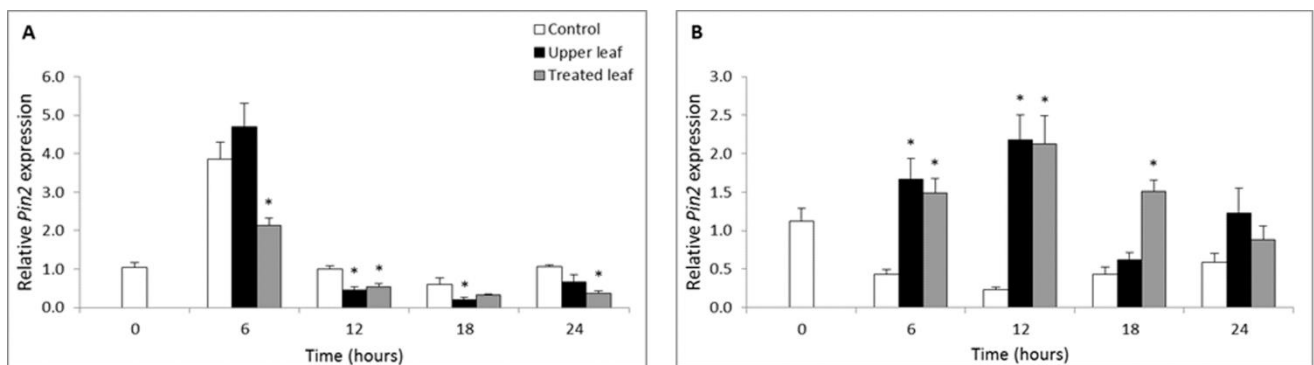 A
Control
Upper leaf
Treated leaf
Relative Pin2 expression
6.0
5.0
4.0
3.0
2.0
1.0
0.0
*
* *
*
*
0 6 12 18 24
Time (hours)
B
Relative Pin2 expression
3.0
2.5
2.0
1.5
1.0
0.5
0.0
* *
* *
*
0 6 12 18 24
Time (hours)